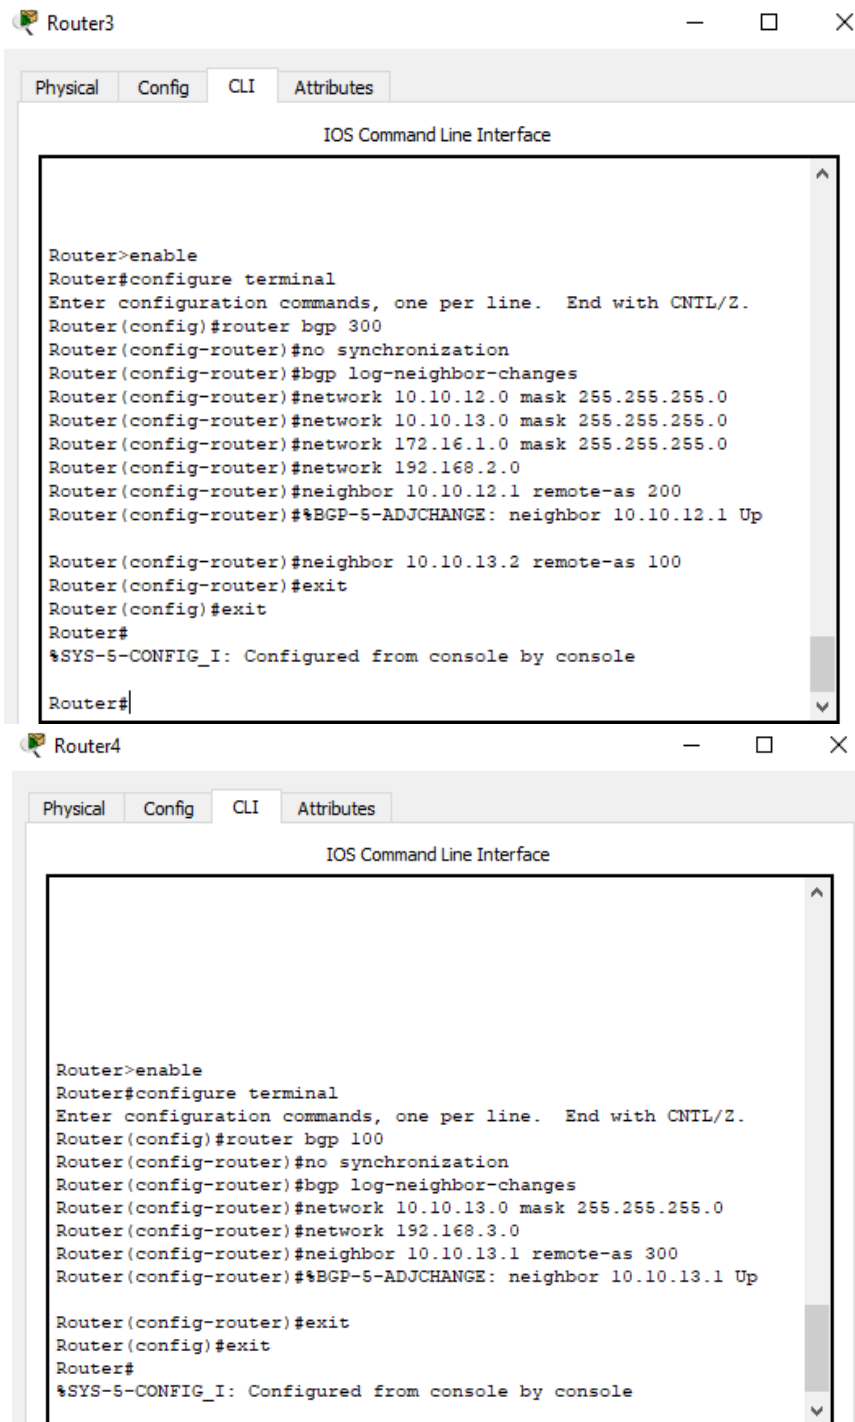 Router3
Physical Config CLI Attributes
IOS Command Line Interface
Router>enable
Router#configure terminal
Enter configuration commands, one per line.  End with CNTL/Z.
Router(config)#router bgp 300
Router(config-router)#no synchronization
Router(config-router)#bgp log-neighbor-changes
Router(config-router)#network 10.10.12.0 mask 255.255.255.0
Router(config-router)#network 10.10.13.0 mask 255.255.255.0
Router(config-router)#network 172.16.1.0 mask 255.255.255.0
Router(config-router)#network 192.168.2.0
Router(config-router)#neighbor 10.10.12.1 remote-as 200
Router(config-router)#%BGP-5-ADJCHANGE: neighbor 10.10.12.1 Up
Router(config-router)#neighbor 10.10.13.2 remote-as 100
Router(config-router)#exit
Router(config)#exit
Router#
%SYS-5-CONFIG_I: Configured from console by console
Router#
Router4
Physical Config CLI Attributes
IOS Command Line Interface
Router>enable
Router#configure terminal
Enter configuration commands, one per line.  End with CNTL/Z.
Router(config)#router bgp 100
Router(config-router)#no synchronization
Router(config-router)#bgp log-neighbor-changes
Router(config-router)#network 10.10.13.0 mask 255.255.255.0
Router(config-router)#network 192.168.3.0
Router(config-router)#neighbor 10.10.13.1 remote-as 300
Router(config-router)#%BGP-5-ADJCHANGE: neighbor 10.10.13.1 Up
Router(config-router)#exit
Router(config)#exit
Router#
%SYS-5-CONFIG_I: Configured from console by console